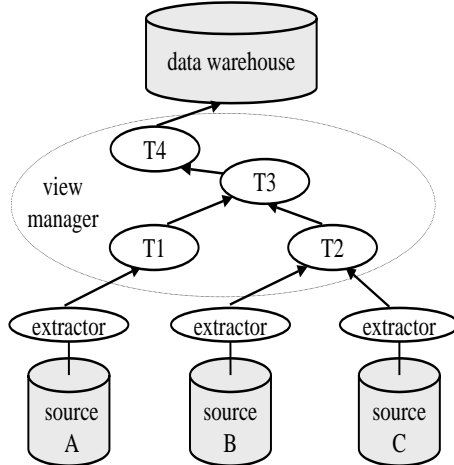 data warehouse
T4
T3
view
manager
T1
T2
extractor
extractor
extractor
source
A
source
B
source
C